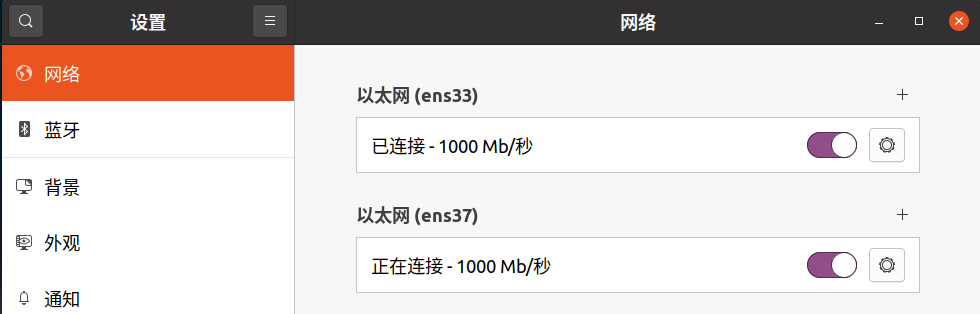 设置
网络
网络
蓝牙
背景
外观
通知
以太网 (ens33)
已连接 - 1000 Mb/秒
以太网 (ens37)
正在连接 - 1000 Mb/秒